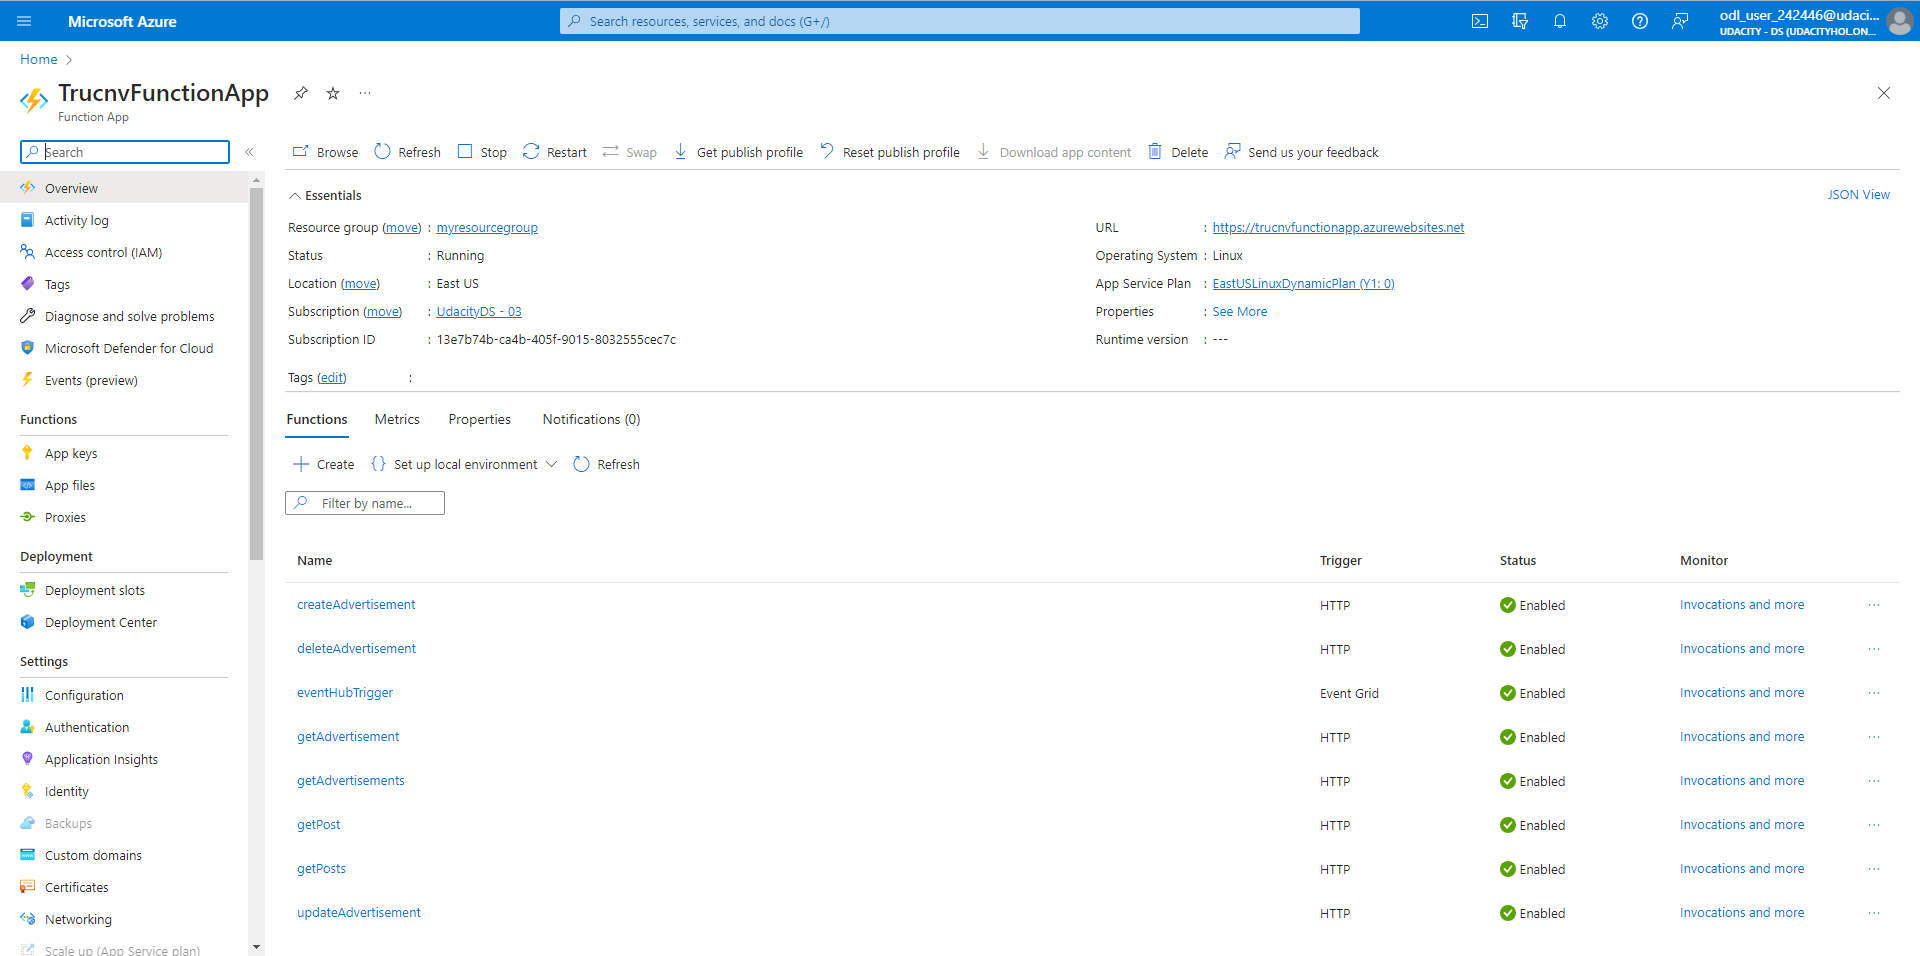 Microsoft Azure
Search resources, services, and docs (G+/)
odl_user_242446@udaci...
UDACITY - DS (UDACITYHOL.ON...
Home
TrucnvFunctionApp
Function App
Search
Browse Refresh Stop Restart Swap Get publish profile Reset publish profile Download app content Delete Send us your feedback
Overview
Activity log
Access control (IAM)
Tags
Diagnose and solve problems
Microsoft Defender for Cloud
Events (preview)
Functions
App keys
App files
Proxies
Deployment
Deployment slots
Deployment Center
Settings
Configuration
Authentication
Application Insights
Identity
Backups
Custom domains
Certificates
Networking
Scale up (App Service plan)
Essentials
JSON View
Resource group (move) : myresourcegroup
Status : Running
Location (move) : East US
Subscription (move) : UdacityDS - 03
Subscription ID : 13e7b74b-ca4b-405f-9015-8032555cec7c
Tags (edit) :
URL : https://trucnvfunctionapp.azurewebsites.net
Operating System : Linux
App Service Plan : EastUSLinuxDynamicPlan (Y1: 0)
Properties : See More
Runtime version : ---
Functions Metrics Properties Notifications (0)
Create Set up local environment Refresh
Filter by name...
Name Trigger Status Monitor
createAdvertisement HTTP Enabled Invocations and more
deleteAdvertisement HTTP Enabled Invocations and more
eventHubTrigger Event Grid Enabled Invocations and more
getAdvertisement HTTP Enabled Invocations and more
getAdvertisements HTTP Enabled Invocations and more
getPost HTTP Enabled Invocations and more
getPosts HTTP Enabled Invocations and more
updateAdvertisement HTTP Enabled Invocations and more